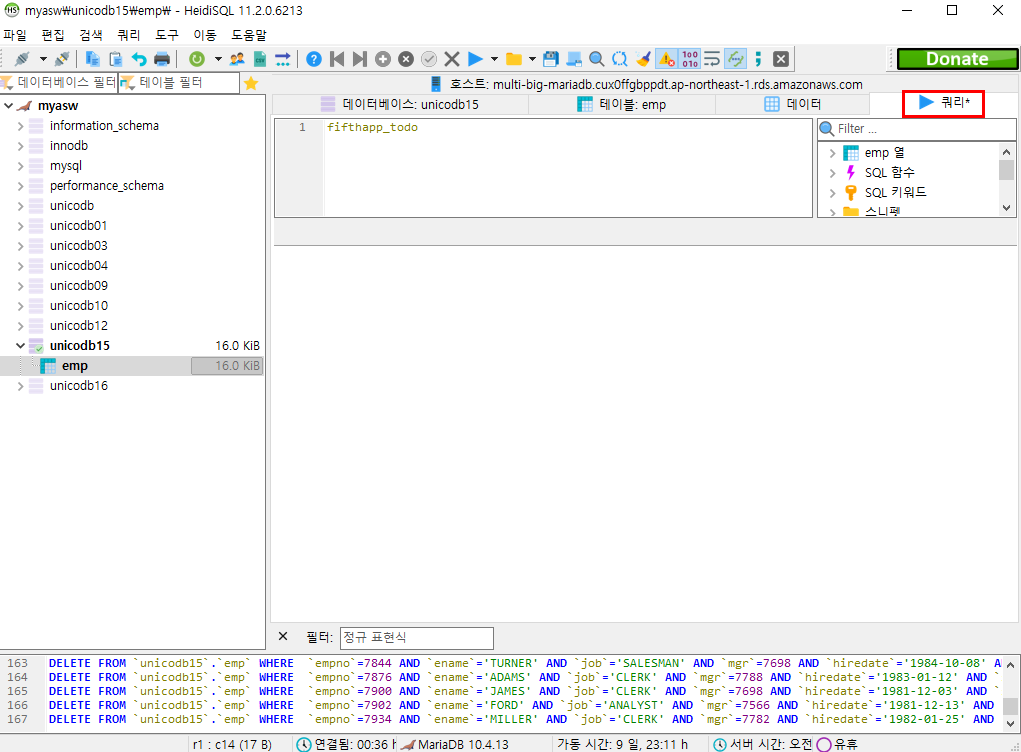 myasw\unicodb15\emp\ - HeidiSQL 11.2.0.6213
파일 편집 검색 쿼리 도구 이동 도움말
Donate
데이터베이스 필터 테이블 필터
호스트: multi-big-mariadb.cux0ffgbppdt.ap-northeast-1.rds.amazonaws.com
데이터베이스: unicodb15 테이블: emp 데이터 쿼리*
myasw
information_schema
innodb
mysql
performance_schema
unicodb
unicodb01
unicodb03
unicodb04
unicodb09
unicodb10
unicodb12
unicodb15 16.0 KiB
emp 16.0 KiB
unicodb16
1 fifthapp_todo
Filter ...
emp 열
SQL 함수
SQL 키워드
스니펫
필터: 정규 표현식
163 DELETE FROM `unicodb15`.`emp` WHERE `empno`=7844 AND `ename`='TURNER' AND `job`='SALESMAN' AND `mgr`=7698 AND `hiredate`='1984-10-08' A
164 DELETE FROM `unicodb15`.`emp` WHERE `empno`=7876 AND `ename`='ADAMS' AND `job`='CLERK' AND `mgr`=7788 AND `hiredate`='1983-01-12' AND `
165 DELETE FROM `unicodb15`.`emp` WHERE `empno`=7900 AND `ename`='JAMES' AND `job`='CLERK' AND `mgr`=7698 AND `hiredate`='1981-12-03' AND `
166 DELETE FROM `unicodb15`.`emp` WHERE `empno`=7902 AND `ename`='FORD' AND `job`='ANALYST' AND `mgr`=7566 AND `hiredate`='1981-12-13' AND
167 DELETE FROM `unicodb15`.`emp` WHERE `empno`=7934 AND `ename`='MILLER' AND `job`='CLERK' AND `mgr`=7782 AND `hiredate`='1982-01-25' AND
r1 : c14 (17 B) 연결됨: 00:36 h MariaDB 10.4.13 가동 시간: 9 일, 23:11 h 서버 시간: 오전 유휴